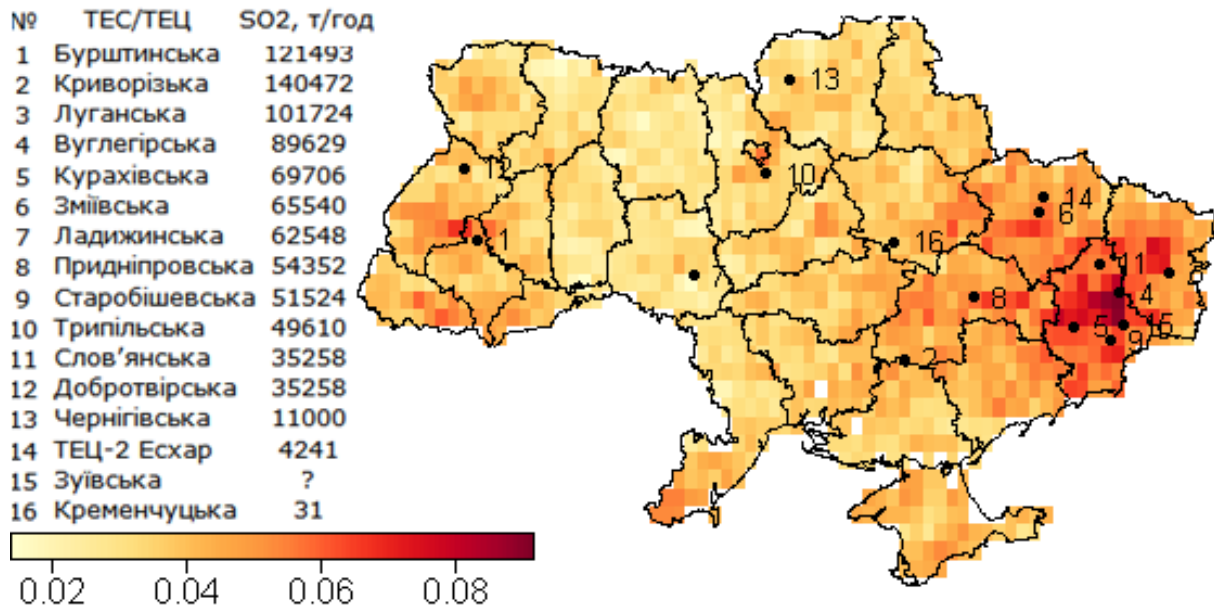 № ТЕС/ТЕЦ SO2, т/год
1 Бурштинська 121493
2 Криворізька 140472
3 Луганська 101724
4 Вуглегірська 89629
5 Курахівська 69706
6 Зміївська 65540
7 Ладижинська 62548
8 Придніпровська 54352
9 Старобішевська 51524
10 Трипільська 49610
11 Слов’янська 35258
12 Добротвірська 35258
13 Чернігівська 11000
14 ТЕЦ-2 Есхар 4241
15 Зуївська ?
16 Кременчуцька 31
0.02 0.04 0.06 0.08
13
12
10
14
6
1
16
11
8
4
5
15
9
2